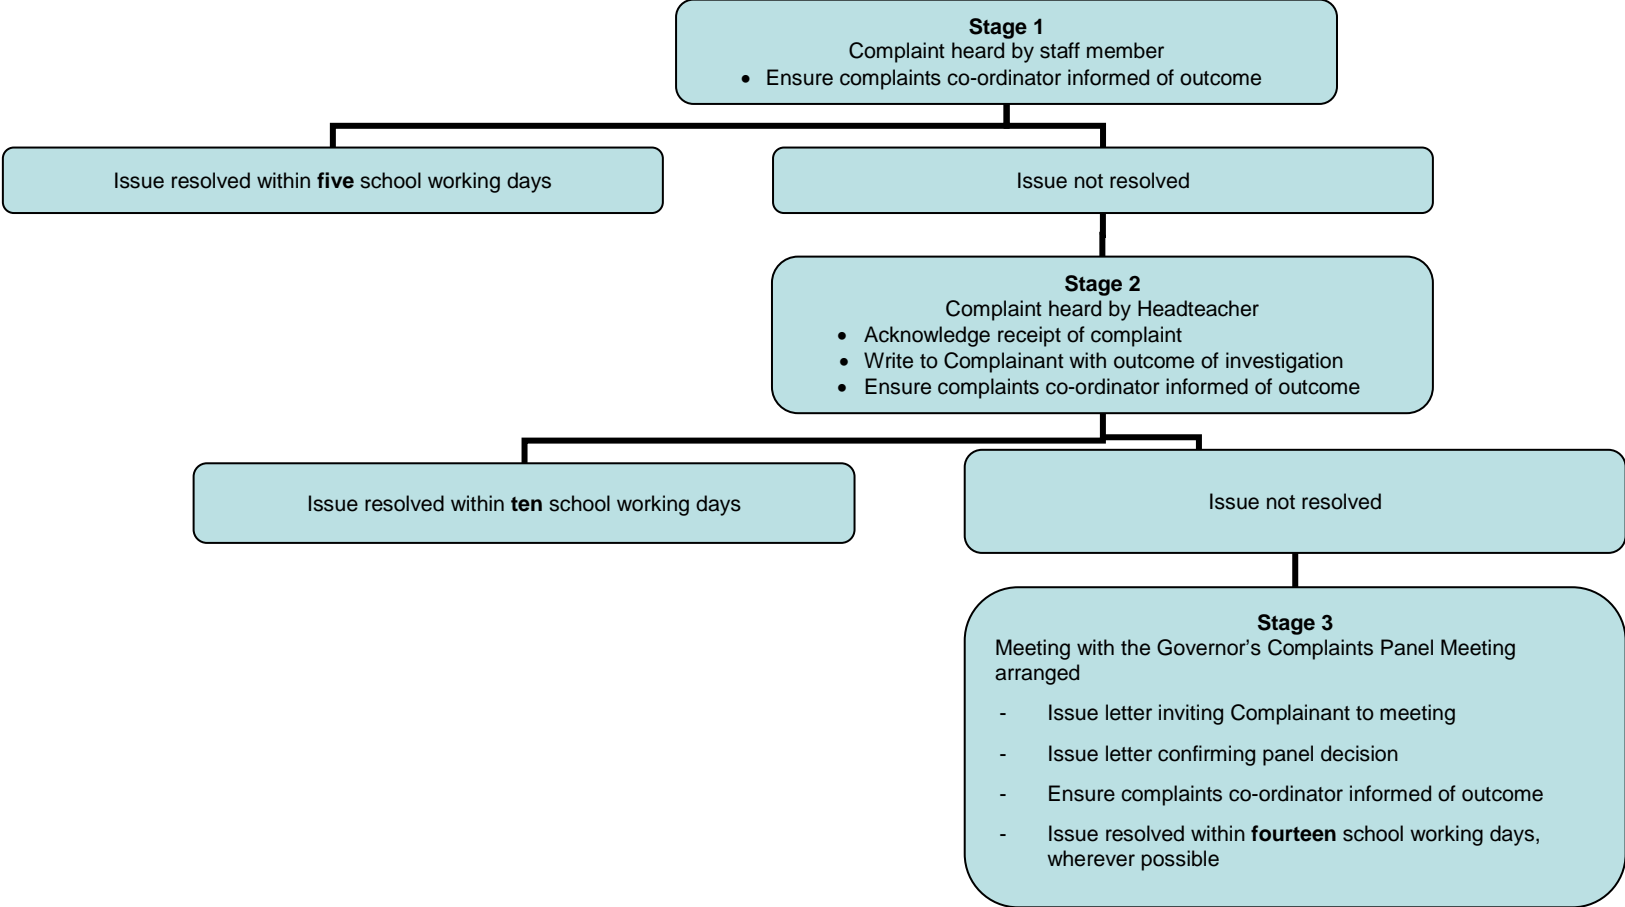 Stage 1
Complaint heard by staff member
• Ensure complaints co-ordinator informed of outcome
Issue resolved within five school working days
Issue not resolved
Stage 2
Complaint heard by Headteacher
• Acknowledge receipt of complaint
• Write to Complainant with outcome of investigation
• Ensure complaints co-ordinator informed of outcome
Issue resolved within ten school working days
Issue not resolved
Stage 3
Meeting with the Governor’s Complaints Panel Meeting
arranged
- Issue letter inviting Complainant to meeting
- Issue letter confirming panel decision
- Ensure complaints co-ordinator informed of outcome
- Issue resolved within fourteen school working days,
wherever possible